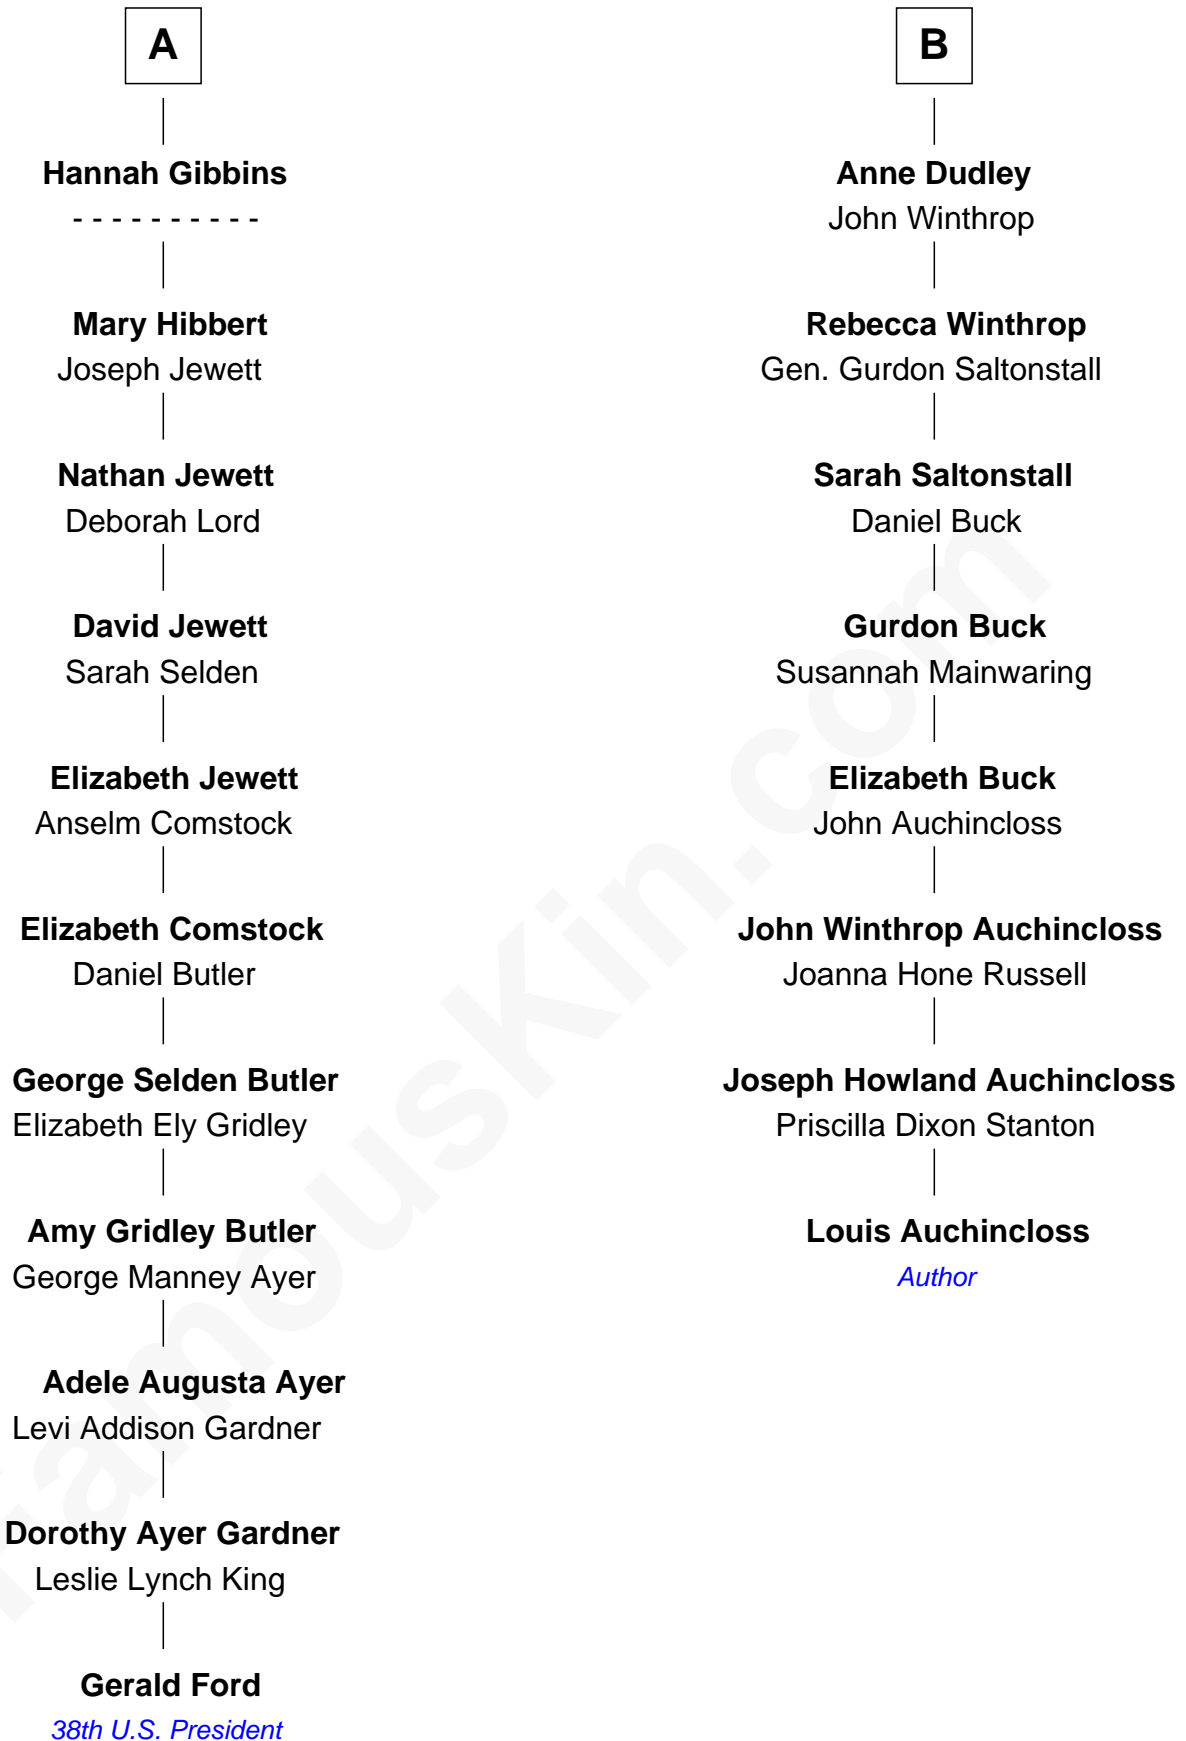 A
Hannah Gibbins
- - - - - - - - - -
Mary Hibbert
Joseph Jewett
Nathan Jewett
Deborah Lord
David Jewett
Sarah Selden
Elizabeth Jewett
Anselm Comstock
Elizabeth Comstock
Daniel Butler
George Selden Butler
Elizabeth Ely Gridley
Amy Gridley Butler
George Manney Ayer
Adele Augusta Ayer
Levi Addison Gardner
Dorothy Ayer Gardner
Leslie Lynch King
Gerald Ford
38th U.S. President
B
Anne Dudley
John Winthrop
Rebecca Winthrop
Gen. Gurdon Saltonstall
Sarah Saltonstall
Daniel Buck
Gurdon Buck
Susannah Mainwaring
Elizabeth Buck
John Auchincloss
John Winthrop Auchincloss
Joanna Hone Russell
Joseph Howland Auchincloss
Priscilla Dixon Stanton
Louis Auchincloss
Author
FamousKin.com